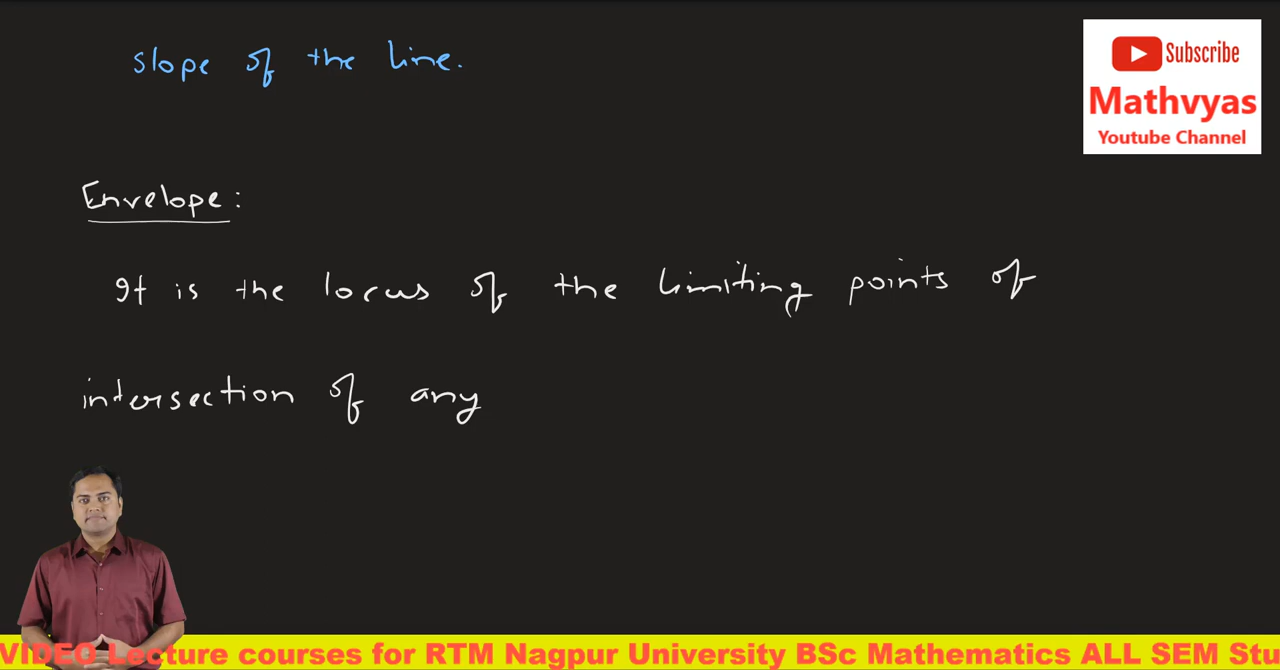 slope of the line.
Subscribe
Mathvyas
Youtube Channel
Envelope:
It is the locus of the limiting points of
intersection of any
VIDEO Lecture courses for RTM Nagpur University BSc Mathematics ALL SEM Stu